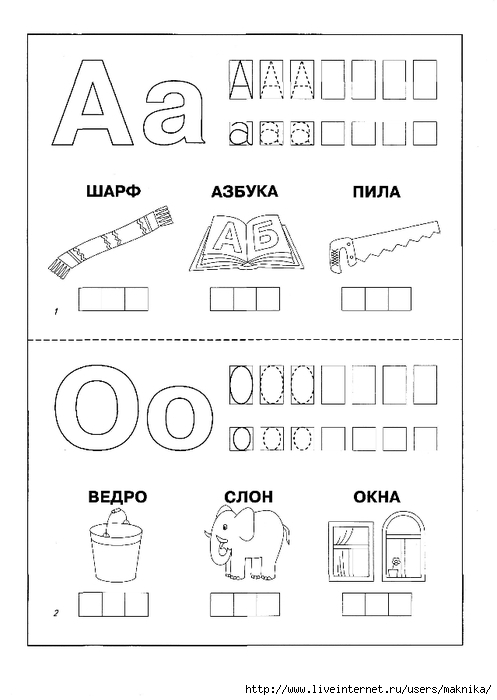 Аа
А А А
а а а
ШАРФ АЗБУКА ПИЛА
АБ
1
Оо
О О О
о о о
ВЕДРО СЛОН ОКНА
2
http://www.liveinternet.ru/users/maknika/